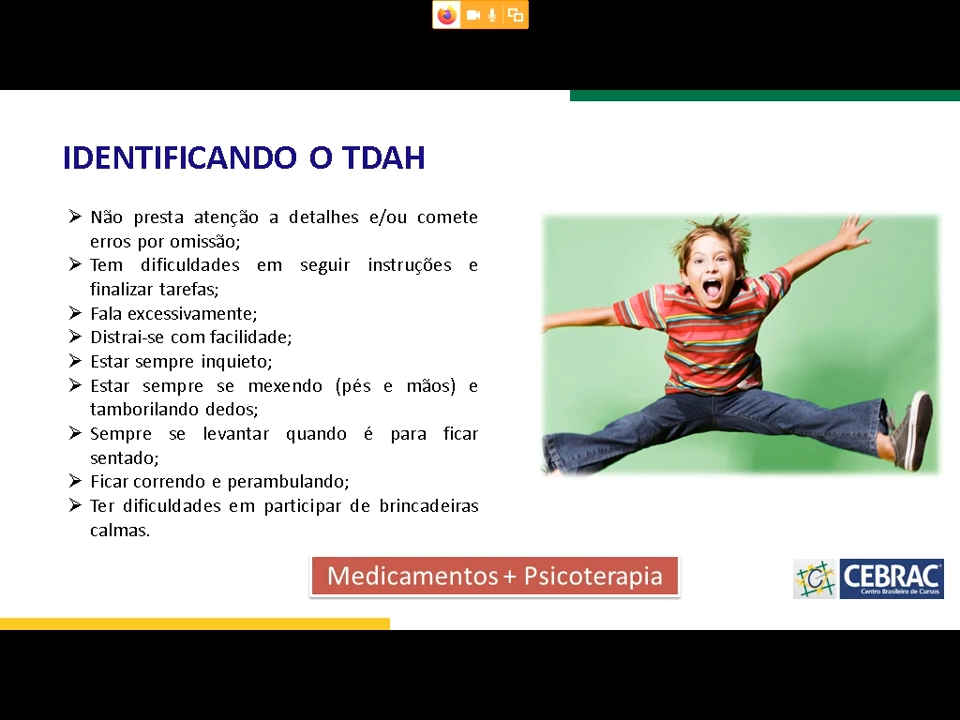 IDENTIFICANDO O TDAH
➢ Não presta atenção a detalhes e/ou comete
erros por omissão;
➢ Tem dificuldades em seguir instruções e
finalizar tarefas;
➢ Fala excessivamente;
➢ Distrai-se com facilidade;
➢ Estar sempre inquieto;
➢ Estar sempre se mexendo (pés e mãos) e
tamborilando dedos;
➢ Sempre se levantar quando é para ficar
sentado;
➢ Ficar correndo e perambulando;
➢ Ter dificuldades em participar de brincadeiras
calmas.
Medicamentos + Psicoterapia
CEBRAC
Centro Brasileiro de Cursos